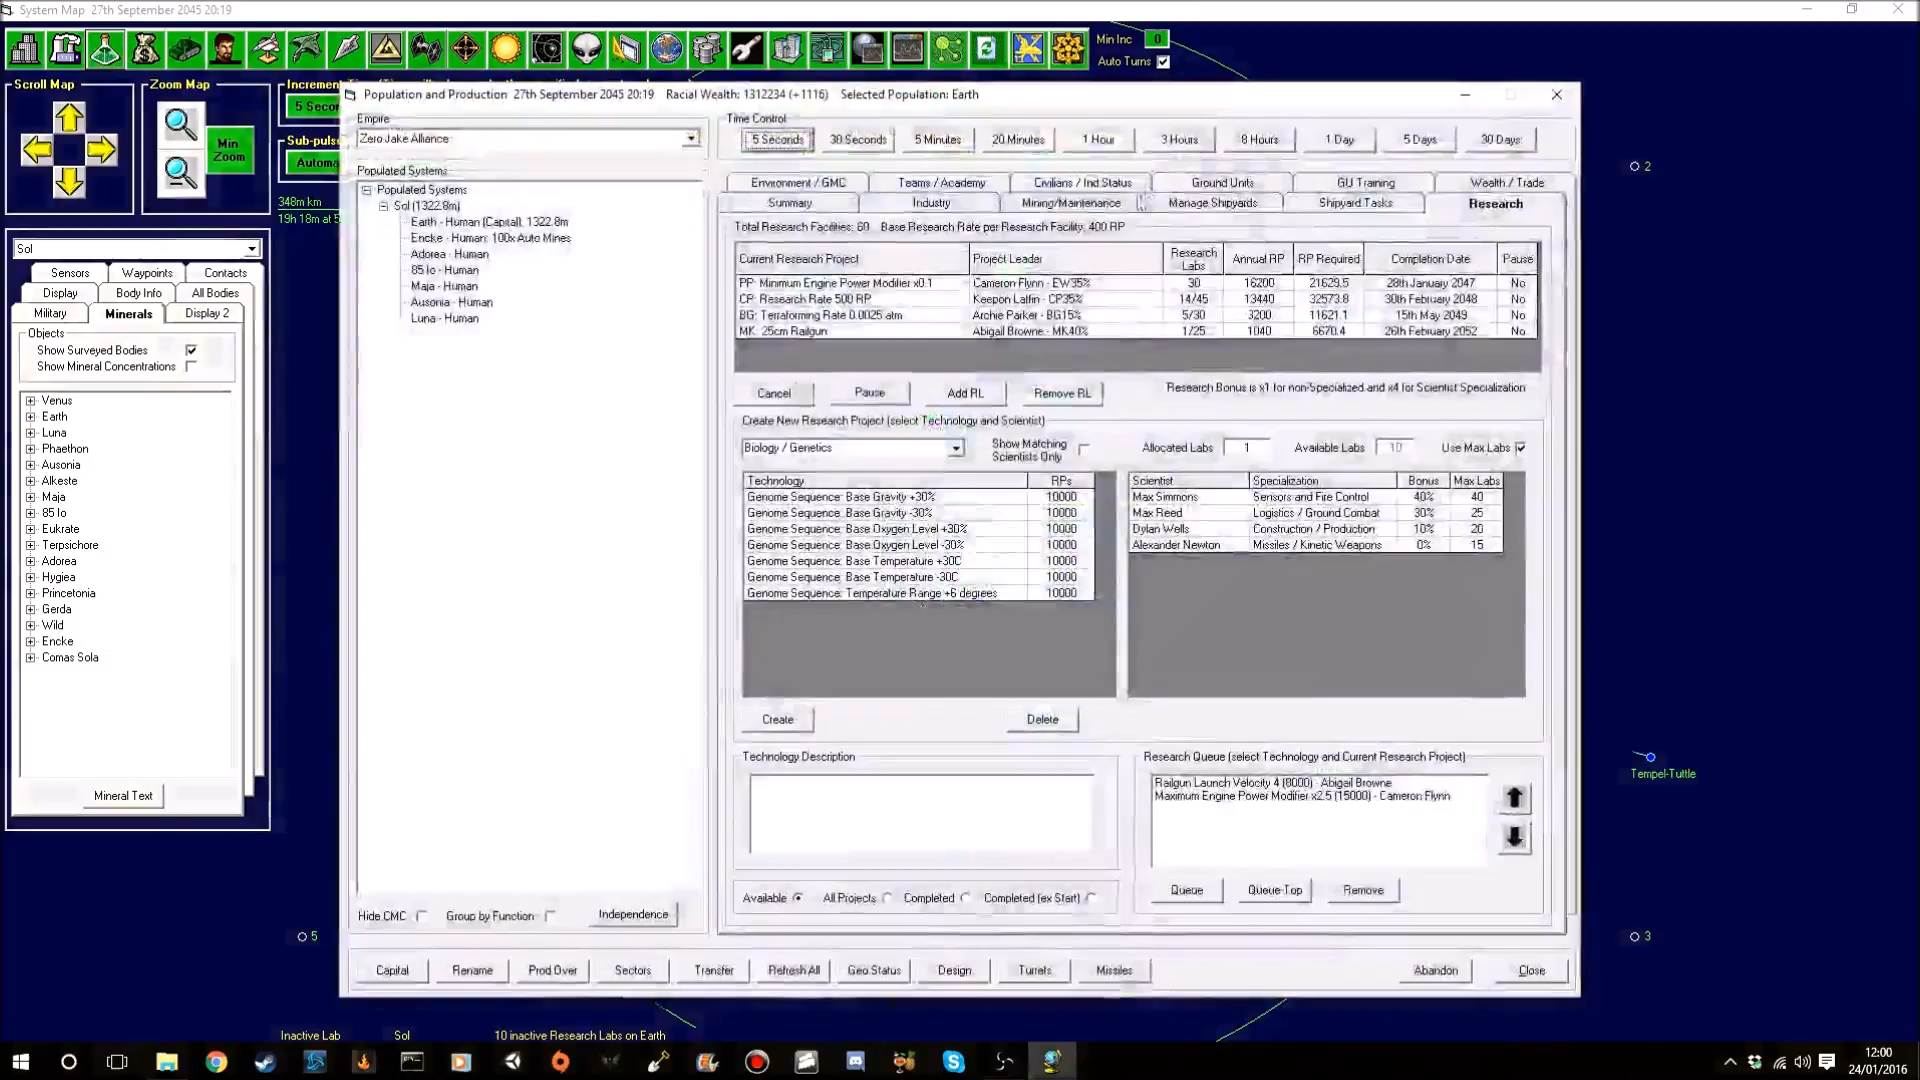 System Map 27th September 2045 20:19
Min Inc 0
Auto Turns
Scroll Map
Zoom Map
Min Zoom
5 Secon
Sub-puls
Automa
348m km
19h 18m at 5
Sol
Sensors Waypoints Contacts
Display Body Info All Bodies
Military Minerals Display 2
Objects
Show Surveyed Bodies
Show Mineral Concentrations
Venus
Earth
Luna
Phaethon
Ausonia
Alkeste
Maja
85 Io
Eukrate
Terpsichore
Adorea
Hygiea
Princetonia
Gerda
Wild
Encke
Comas Sola
Mineral Text
Population and Production 27th September 2045 20:19 Racial Wealth: 1312234 (+1116) Selected Population: Earth
Empire
Zero Jake Alliance
Populated Systems
Populated Systems
Sol (1322.8m)
Earth - Human (Capital): 1322.8m
Encke - Human: 100x Auto Mines
Adorea - Human
85 Io - Human
Maja - Human
Ausonia - Human
Luna - Human
Hide CMC Group by Function Independence
Time Control
5 Seconds 30 Seconds 5 Minutes 20 Minutes 1 Hour 3 Hours 8 Hours 1 Day 5 Days 30 Days
Environment / GMC Teams / Academy Civilians / Ind Status Ground Units GU Training Wealth / Trade
Summary Industry Mining/Maintenance Manage Shipyards Shipyard Tasks Research
Total Research Facilities: 60 Base Research Rate per Research Facility: 400 RP
Current Research Project Project Leader Research Labs Annual RP RP Required Completion Date Pause
PP: Minimum Engine Power Modifier x0.1 Cameron Flynn - EW35% 30 16200 21629.5 28th January 2047 No
CP: Research Rate 500 RP Keepon Laffin - CP35% 14/45 13440 32573.8 30th February 2048 No
BG: Terraforming Rate 0.0025 atm Archie Parker - BG15% 5/30 3200 11621.1 15th May 2049 No
MK: 25cm Railgun Abigail Browne - MK40% 1/25 1040 6670.4 26th February 2052 No
Cancel Pause Add RL Remove RL Research Bonus is x1 for non-Specialized and x4 for Scientist Specialization
Create New Research Project (select Technology and Scientist)
Biology / Genetics Show Matching Scientists Only Allocated Labs 1 Available Labs 10 Use Max Labs
Technology RPs
Genome Sequence: Base Gravity +30% 10000
Genome Sequence: Base Gravity -30% 10000
Genome Sequence: Base Oxygen Level +30% 10000
Genome Sequence: Base Oxygen Level -30% 10000
Genome Sequence: Base Temperature +30C 10000
Genome Sequence: Base Temperature -30C 10000
Genome Sequence: Temperature Range +6 degrees 10000
Scientist Specialization Bonus Max Labs
Max Simmons Sensors and Fire Control 40% 40
Max Reed Logistics / Ground Combat 30% 25
Dylan Wells Construction / Production 10% 20
Alexander Newton Missiles / Kinetic Weapons 0% 15
Create Delete
Technology Description
Research Queue (select Technology and Current Research Project)
Railgun Launch Velocity 4 (8000) - Abigail Browne
Maximum Engine Power Modifier x2.5 (15000) - Cameron Flynn
Available All Projects Completed Completed (ex Start)
Queue Queue-Top Remove
Capital Rename Prod Over Sectors Transfer Refresh All Geo Status Design Turrets Missiles Abandon Close
2
Tempel-Tuttle
5
3
Inactive Lab Sol 10 inactive Research Labs on Earth
12:00
24/01/2016